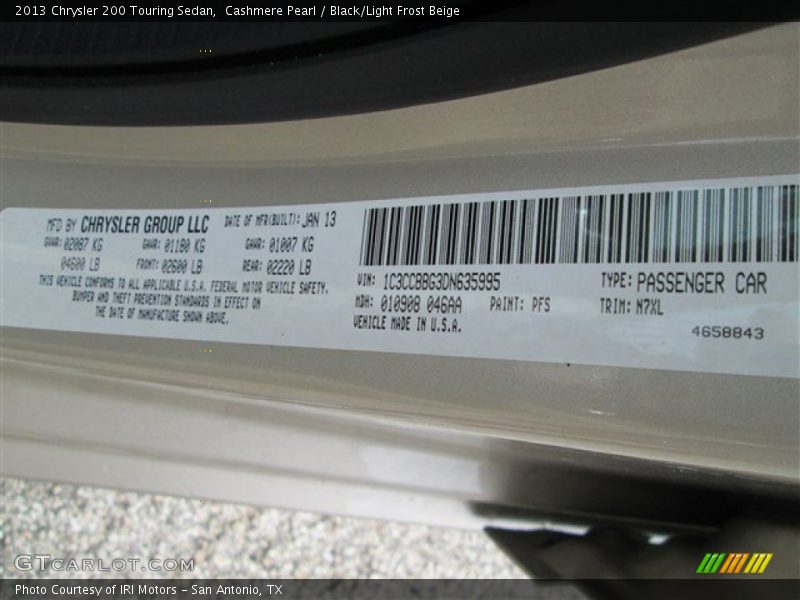 2013 Chrysler 200 Touring Sedan, Cashmere Pearl / Black/Light Frost Beige
MFD BY CHRYSLER GROUP LLC DATE OF MFR(BUILT): JAN 13
GVWR: 02087 KG GAWR: 01180 KG GAWR: 01007 KG
04600 LB FRONT: 02600 LB REAR: 02220 LB
THIS VEHICLE CONFORMS TO ALL APPLICABLE U.S.A. FEDERAL MOTOR VEHICLE SAFETY,
BUMPER AND THEFT PREVENTION STANDARDS IN EFFECT ON
THE DATE OF MANUFACTURE SHOWN ABOVE.
VIN: 1C3CCBBG3DN635995 TYPE: PASSENGER CAR
MDH: 010908 046AA PAINT: PFS TRIM: N7XL
VEHICLE MADE IN U.S.A.
4658843
GTCARLOT.COM
Photo Courtesy of IRI Motors - San Antonio, TX